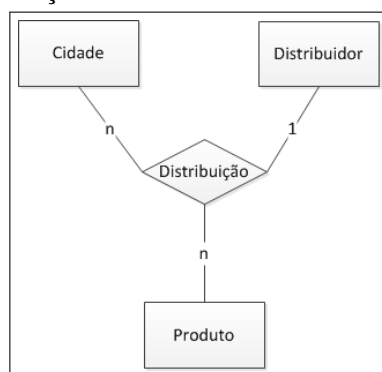 Cidade
Distribuidor
n
1
Distribuição
n
Produto